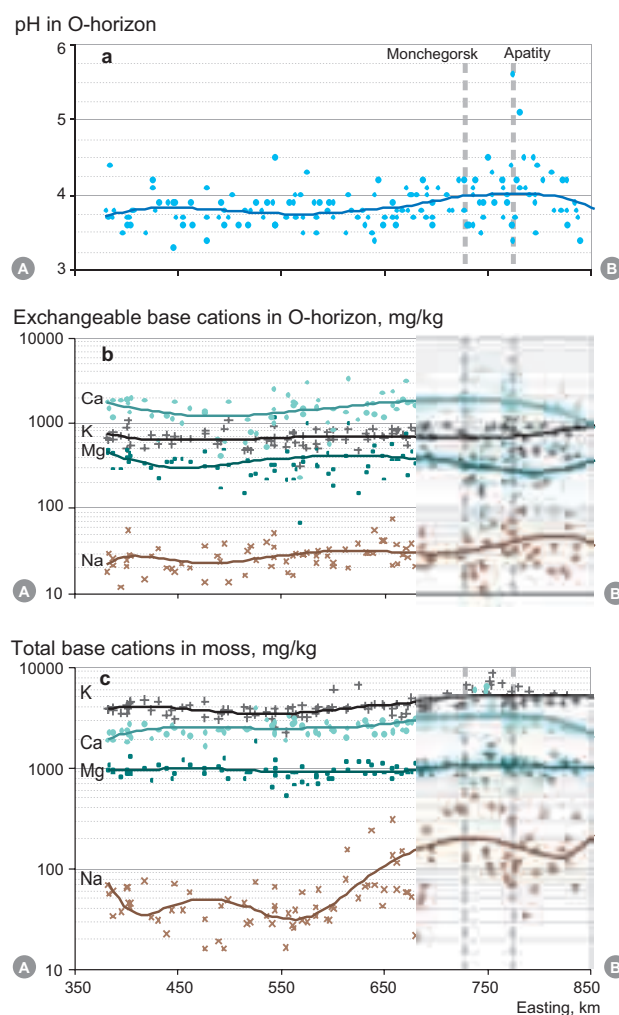 pH in O-horizon
6
a
Monchegorsk
Apatity
5
4
A
3
B
Exchangeable base cations in O-horizon, mg/kg
10000
b
Ca
1000
K
Mg
100
Na
A
10
B
Total base cations in moss, mg/kg
10000
c
K
Ca
1000
Mg
100
Na
A
10
B
350 450 550 650 750 850
Easting, km